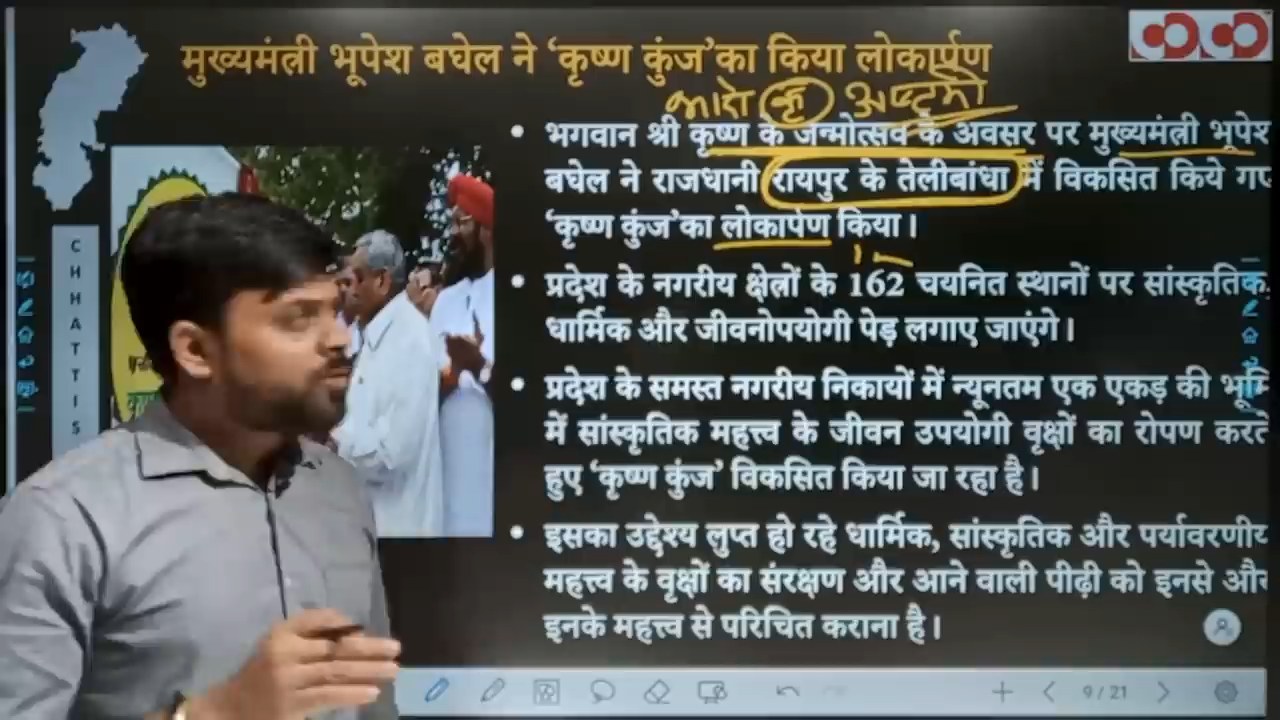 मुख्यमंत्री भूपेश बघेल ने ‘कृष्ण कुंज’का किया लोकार्पण
कृ अष्टमी
भगवान श्री कृष्ण के जन्मोत्सव के अवसर पर मुख्यमंत्री भूपेश
बघेल ने राजधानी रायपुर के तेलीबांधा में विकसित किये गए
‘कृष्ण कुंज’का लोकार्पण किया।
प्रदेश के नगरीय क्षेत्रों के 162 चयनित स्थानों पर सांस्कृतिक,
धार्मिक और जीवनोपयोगी पेड़ लगाए जाएंगे।
प्रदेश के समस्त नगरीय निकायों में न्यूनतम एक एकड़ की भूमि
में सांस्कृतिक महत्त्व के जीवन उपयोगी वृक्षों का रोपण करते
हुए ‘कृष्ण कुंज’ विकसित किया जा रहा है।
इसका उद्देश्य लुप्त हो रहे धार्मिक, सांस्कृतिक और पर्यावरणीय
महत्त्व के वृक्षों का संरक्षण और आने वाली पीढ़ी को इनसे और
इनके महत्त्व से परिचित कराना है।
CHHATTIS
9 / 21